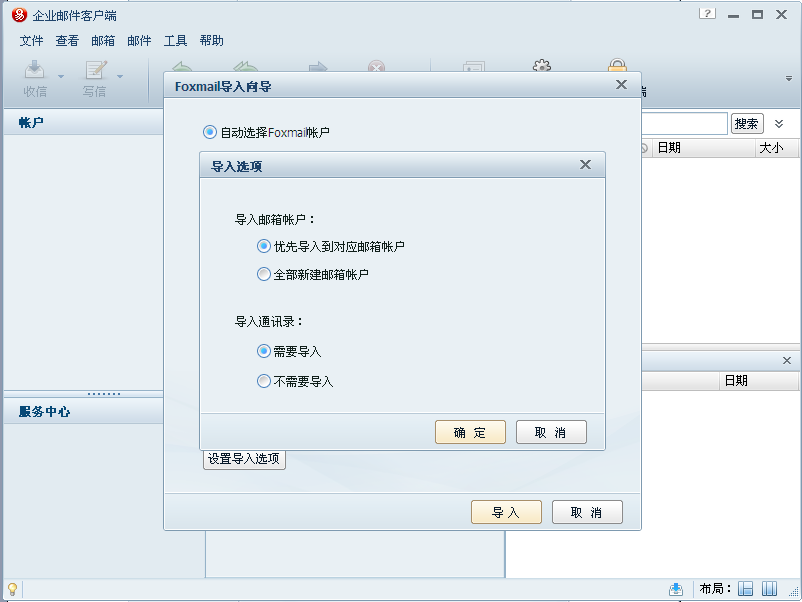 企业邮件客户端
文件 查看 邮箱 邮件 工具 帮助
收信 写信
Foxmail导入向导
帐户
自动选择Foxmail帐户
搜索
日期 大小
导入选项
导入邮箱帐户：
优先导入到对应邮箱帐户
全部新建邮箱帐户
导入通讯录：
需要导入
不需要导入
日期
服务中心
确 定 取 消
设置导入选项
导 入 取 消
布局：